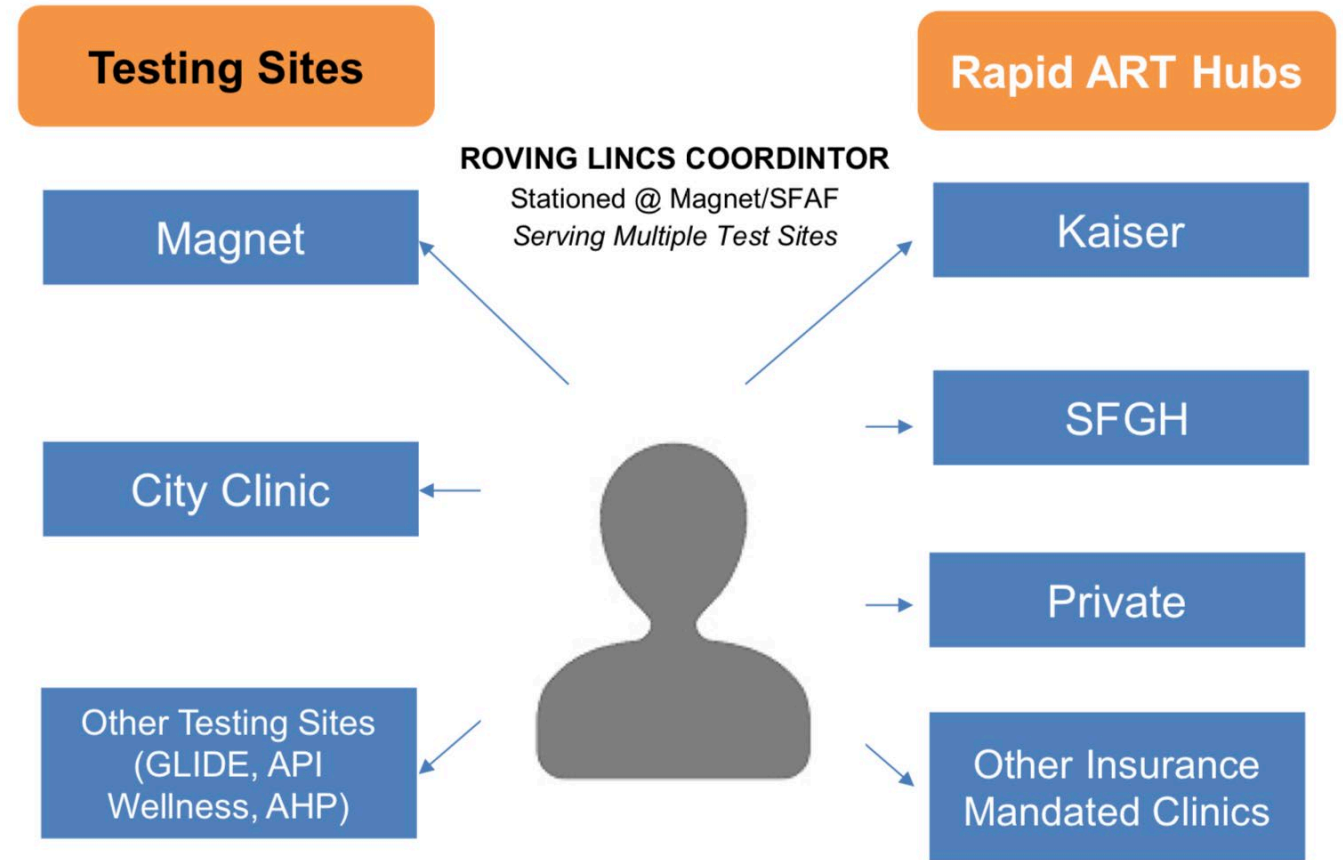 Testing Sites
Rapid ART Hubs
ROVING LINCS COORDINTOR
Stationed @ Magnet/SFAF
Serving Multiple Test Sites
Magnet
Kaiser
City Clinic
SFGH
Private
Other Testing Sites
(GLIDE, API
Wellness, AHP)
Other Insurance
Mandated Clinics